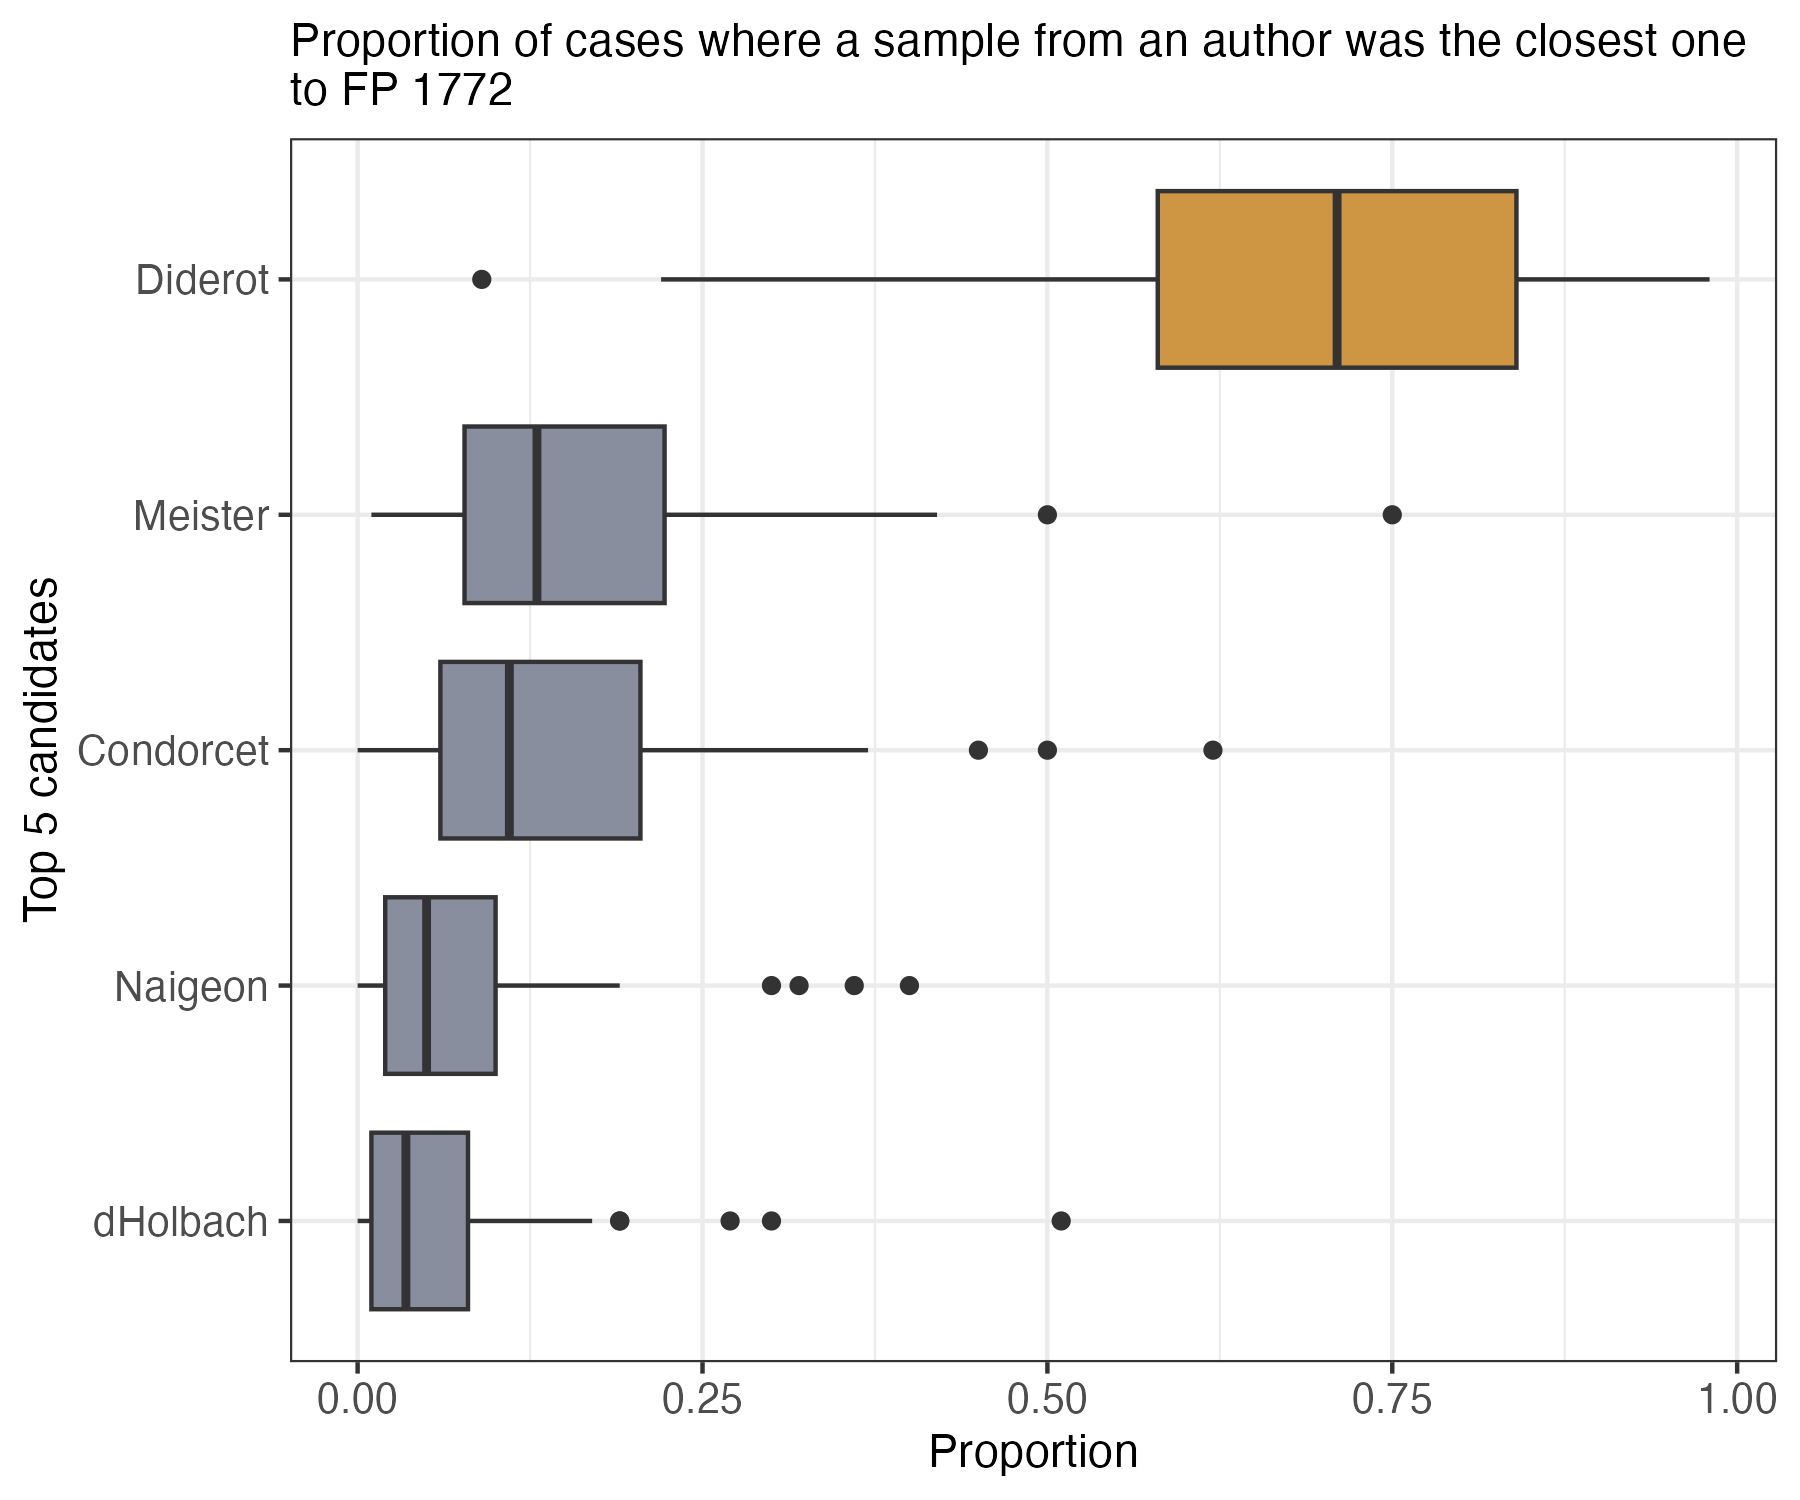 Proportion of cases where a sample from an author was the closest one
to FP 1772
Top 5 candidates
Diderot
Meister
Condorcet
Naigeon
dHolbach
0.00 0.25 0.50 0.75 1.00
Proportion